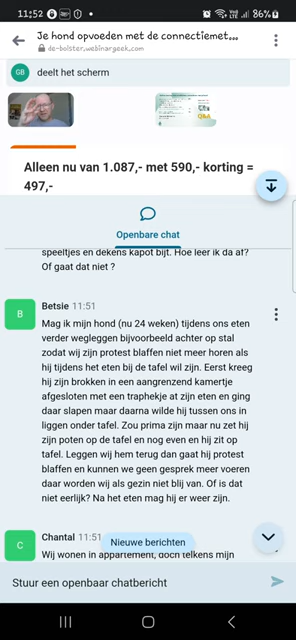 11:52
Vo)) LTE 86%
Je hond opvoeden met de connectiemet...
de-bolster.webinargeek.com
GB deelt het scherm
Q&A
Alleen nu van 1.087,- met 590,- korting =
497,-
Openbare chat
speeltjes en dekens kapot bijt. Hoe leer ik da af?
Of gaat dat niet ?
B Betsie 11:51
Mag ik mijn hond (nu 24 weken) tijdens ons eten
verder wegleggen bijvoorbeeld achter op stal
zodat wij zijn protest blaffen niet meer horen als
hij tijdens het eten bij de tafel wil zijn. Eerst kreeg
hij zijn brokken in een aangrenzend kamertje
afgesloten met een traphekje at zijn eten en ging
daar slapen maar daarna wilde hij tussen ons in
liggen onder tafel. Zou prima zijn maar nu zet hij
zijn poten op de tafel en nog even en hij zit op
tafel. Leggen wij hem terug dan gaat hij protest
blaffen en kunnen we geen gesprek meer voeren
daar worden wij als gezin niet blij van. Of is dat
niet eerlijk? Na het eten mag hij er weer zijn.
C Chantal 11:51
Nieuwe berichten
Wij wonen in appartement, doch telkens mijn
Stuur een openbaar chatbericht